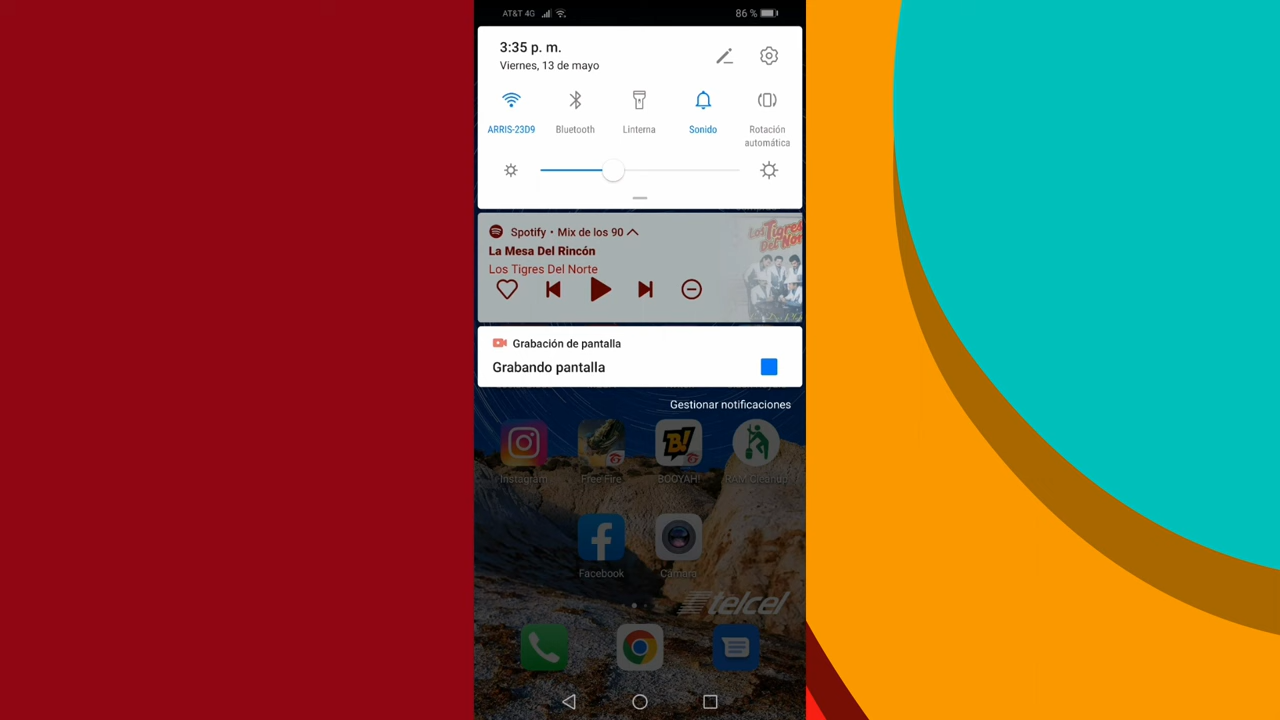 AT&T 4G
86 %
3:35 p. m.
Viernes, 13 de mayo
ARRIS-23D9
Bluetooth
Linterna
Sonido
Rotación
automática
Spotify • Mix de los 90
La Mesa Del Rincón
Los Tigres Del Norte
Los Tigres
Del Norte
Grabación de pantalla
Grabando pantalla
Gestionar notificaciones
B!
Instagram
Free Fire
BOOYAH!
RAM Cleanup
Facebook
Cámara
telcel